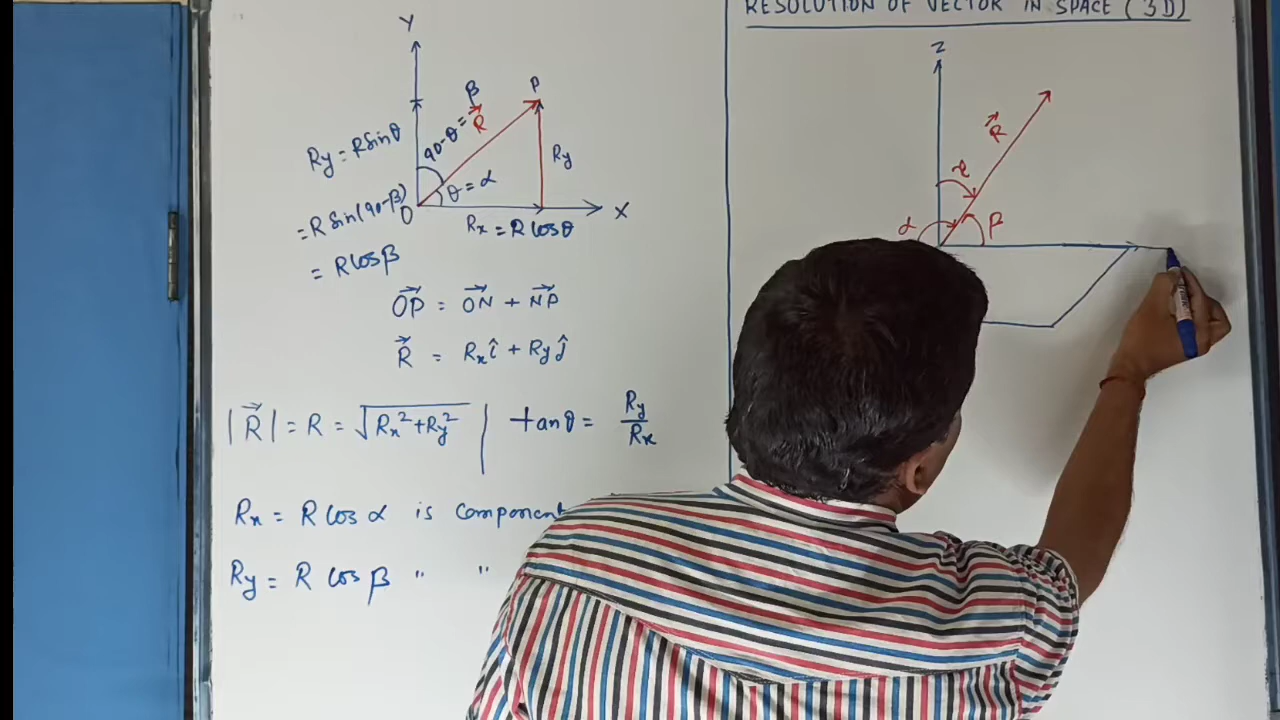 Y
P
β
90-θ =
R⃗
Ry = R Sinθ
Ry
θ = α
= R Sin(90-β)
O
X
Rx = R Cosθ
= R Cosβ
OP⃗ = ON⃗ + NP⃗
R⃗ = Rx î + Ry ĵ
|R⃗| = R = √Rx²+Ry² | tanθ = Ry/Rx
Rx = R Cos α is component
Ry = R Cos β " "
RESOLUTION OF VECTOR IN SPACE (3D)
Z
R⃗
α
β